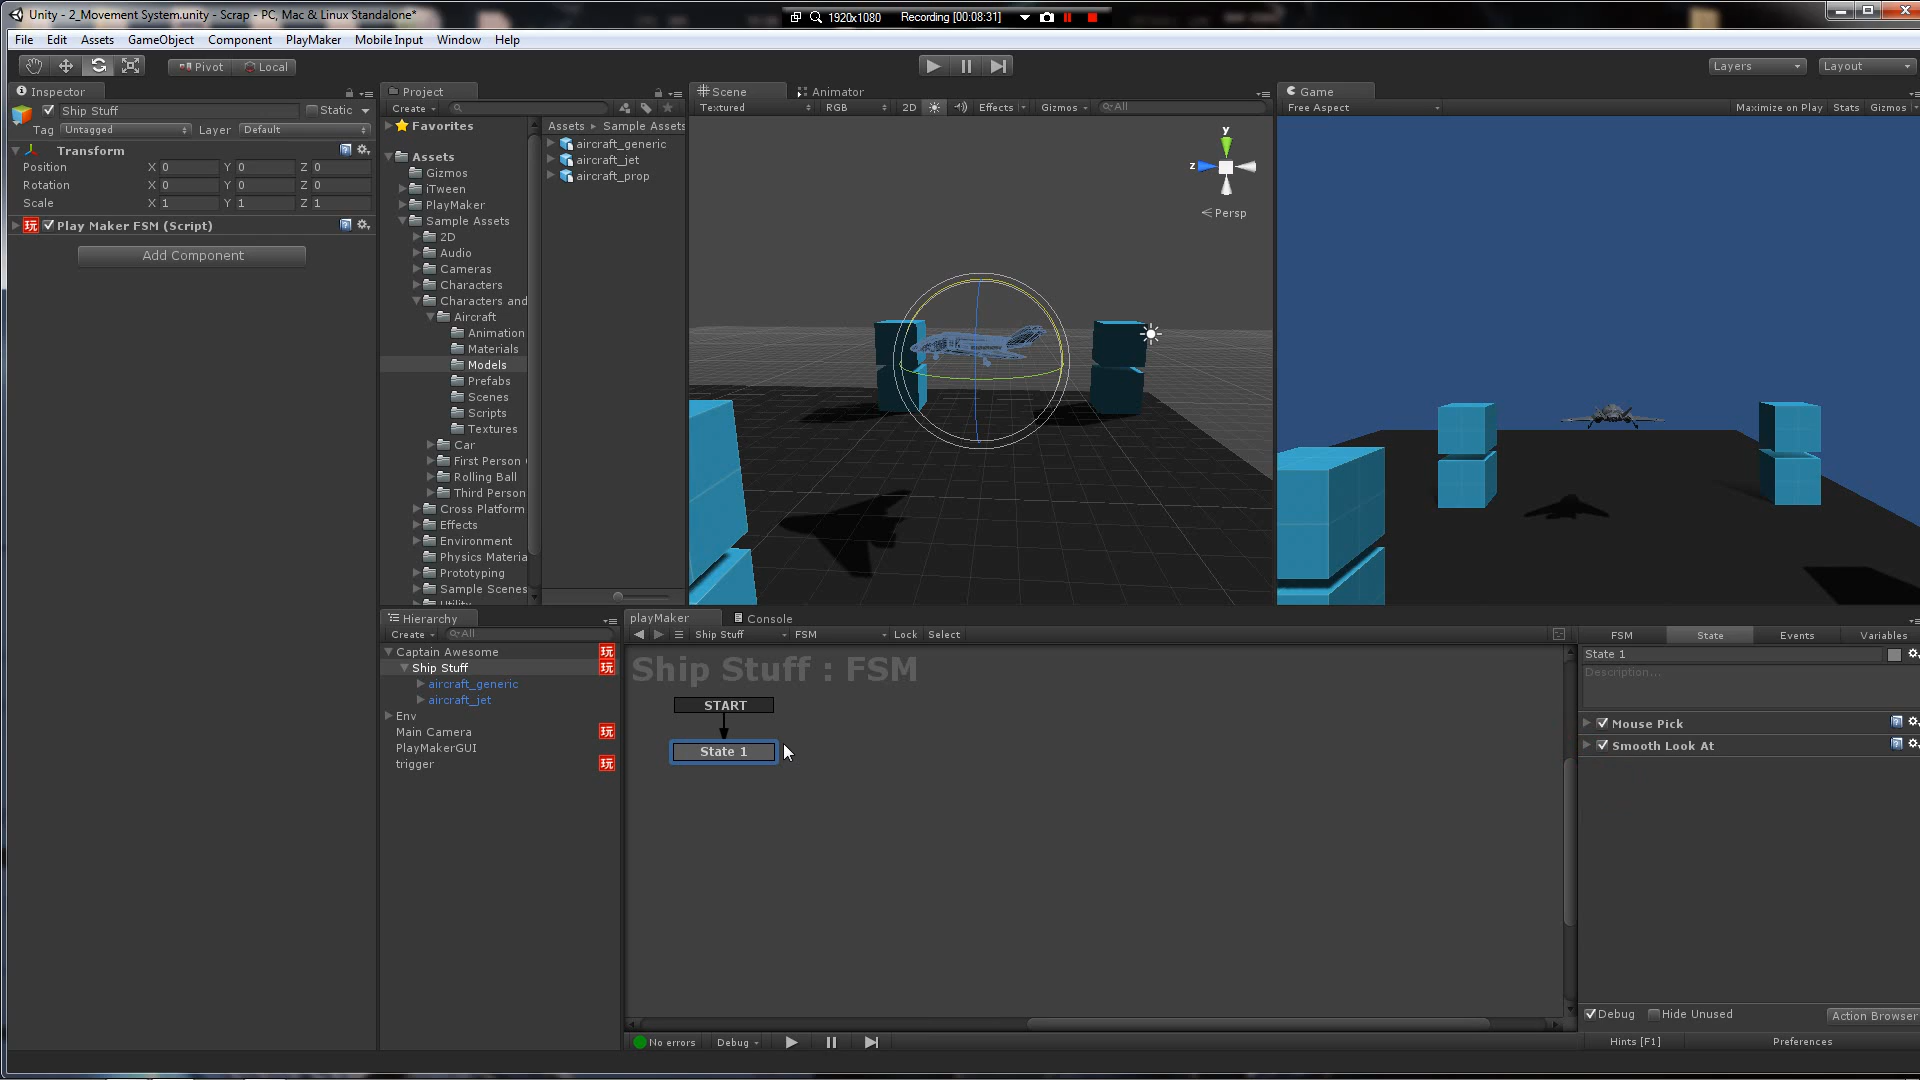 Unity - 2_Movement System.unity - Scrap - PC, Mac & Linux Standalone*
1920x1080 Recording [00:08:31]
File Edit Assets GameObject Component PlayMaker Mobile Input Window Help
Pivot Local
Layers Layout
Inspector
Ship Stuff Static
Tag Untagged Layer Default
Transform
Position X 0 Y 0 Z 0
Rotation X 0 Y 0 Z 0
Scale X 1 Y 1 Z 1
玩 Play Maker FSM (Script)
Add Component
Project
Create
Favorites
Assets
Gizmos
iTween
PlayMaker
Sample Assets
2D
Audio
Cameras
Characters
Characters and
Aircraft
Animation
Materials
Models
Prefabs
Scenes
Scripts
Textures
Car
First Person
Rolling Ball
Third Person
Cross Platform
Effects
Environment
Physics Materia
Prototyping
Sample Scenes
Utility
Assets ▸ Sample Assets
aircraft_generic
aircraft_jet
aircraft_prop
Scene Animator
Textured RGB 2D Effects Gizmos All
y
z
Persp
Game
Free Aspect Maximize on Play Stats Gizmos
Hierarchy
Create All
Captain Awesome 玩
Ship Stuff 玩
aircraft_generic
aircraft_jet
Env
Main Camera 玩
PlayMakerGUI
trigger 玩
playMaker Console
Ship Stuff FSM Lock Select
Ship Stuff : FSM
START
State 1
No errors Debug
FSM State Events Variables
State 1
Description...
Mouse Pick
Smooth Look At
Debug Hide Unused Action Browser
Hints [F1] Preferences